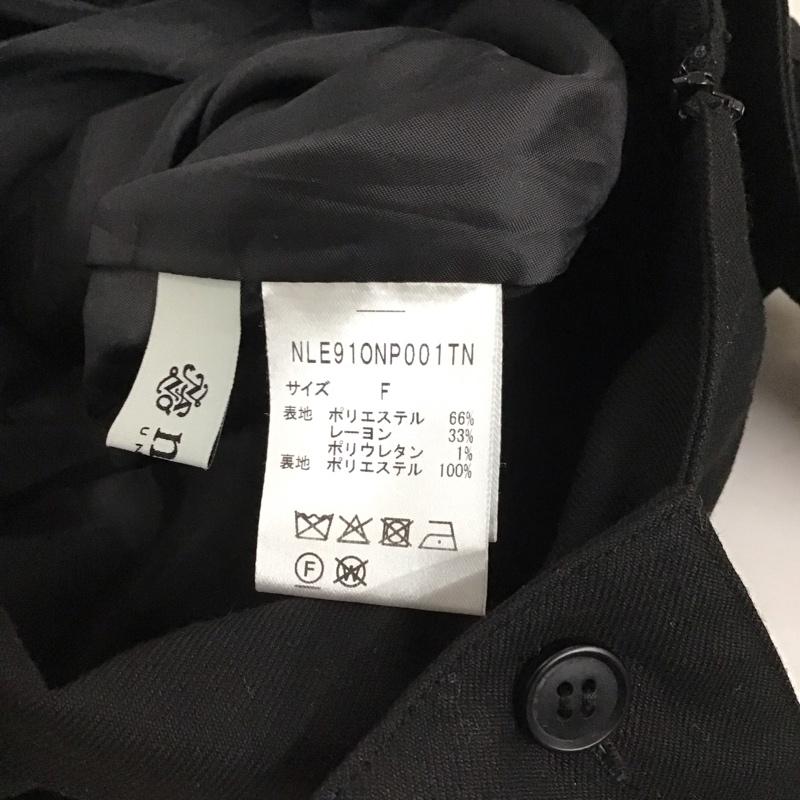 NLE910NP001TN
サイズ F
表地 ポリエステル 66%
レーヨン 33%
ポリウレタン 1%
裏地 ポリエステル 100%
F
W
n